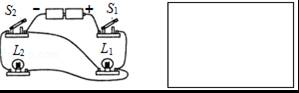 S₂ − + S₁
L₂ L₁